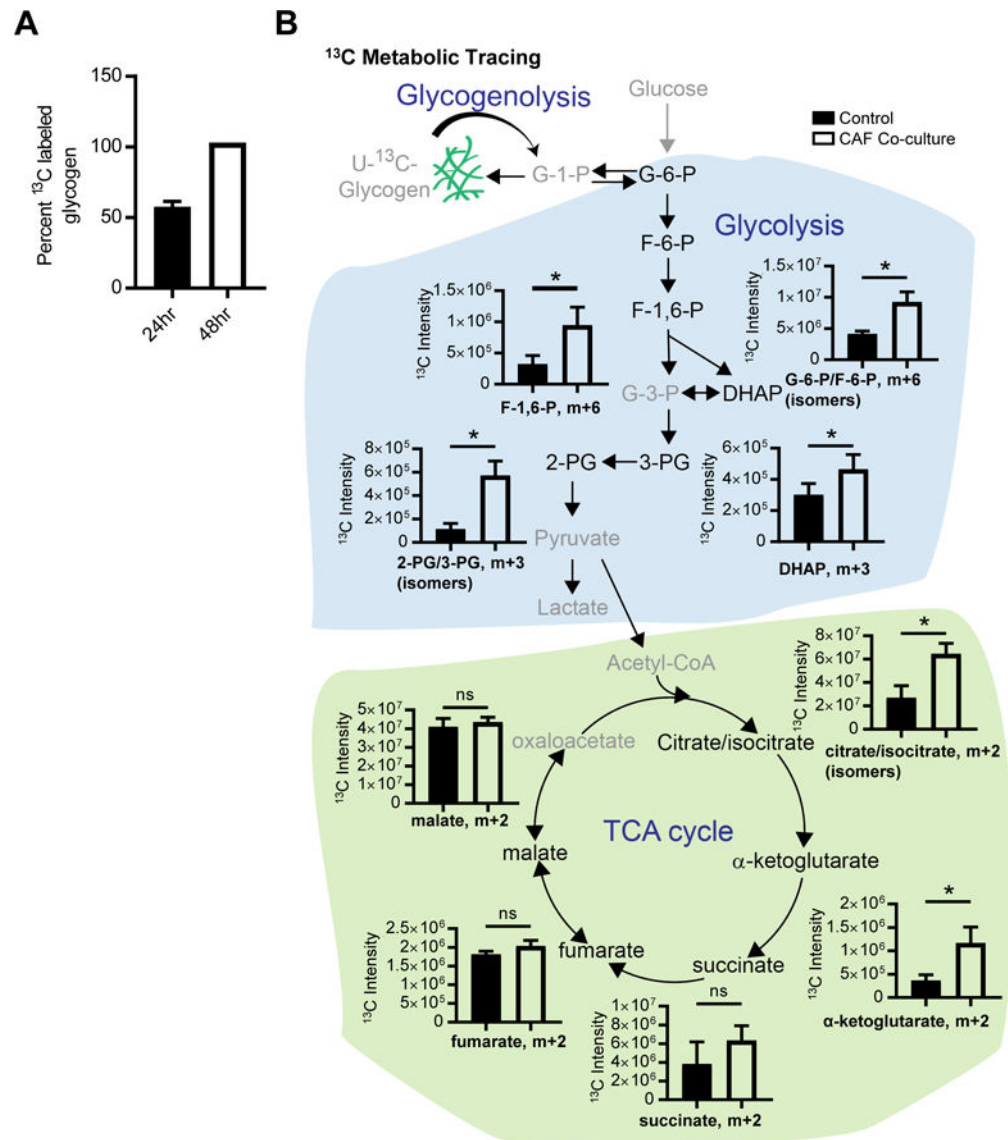 A
150
100
50
0
Percent ¹³C labeled
glycogen
24hr
48hr
B
¹³C Metabolic Tracing
Glycogenolysis
Glucose
Control
CAF Co-culture
U-¹³C-
Glycogen
G-1-P
G-6-P
Glycolysis
F-6-P
F-1,6-P
G-3-P
DHAP
2-PG
3-PG
Pyruvate
Lactate
¹³C Intensity
1.5×10⁶
1×10⁶
5×10⁵
0
*
F-1,6-P, m+6
¹³C Intensity
1.5×10⁷
1×10⁷
5×10⁶
0
*
G-6-P/F-6-P, m+6
(isomers)
¹³C Intensity
8×10⁵
6×10⁵
4×10⁵
2×10⁵
0
*
2-PG/3-PG, m+3
(isomers)
¹³C Intensity
6×10⁵
4×10⁵
2×10⁵
0
*
DHAP, m+3
Acetyl-CoA
oxaloacetate
Citrate/isocitrate
TCA cycle
malate
α-ketoglutarate
fumarate
succinate
¹³C Intensity
8×10⁷
6×10⁷
4×10⁷
2×10⁷
0
*
citrate/isocitrate, m+2
(isomers)
¹³C Intensity
5×10⁷
4×10⁷
3×10⁷
2×10⁷
1×10⁷
0
ns
malate, m+2
¹³C Intensity
2×10⁶
1×10⁶
5×10⁵
0
*
α-ketoglutarate, m+2
¹³C Intensity
2.5×10⁶
2×10⁶
1.5×10⁶
1×10⁶
5×10⁵
0
ns
fumarate, m+2
¹³C Intensity
1×10⁷
8×10⁶
6×10⁶
4×10⁶
2×10⁶
0
ns
succinate, m+2